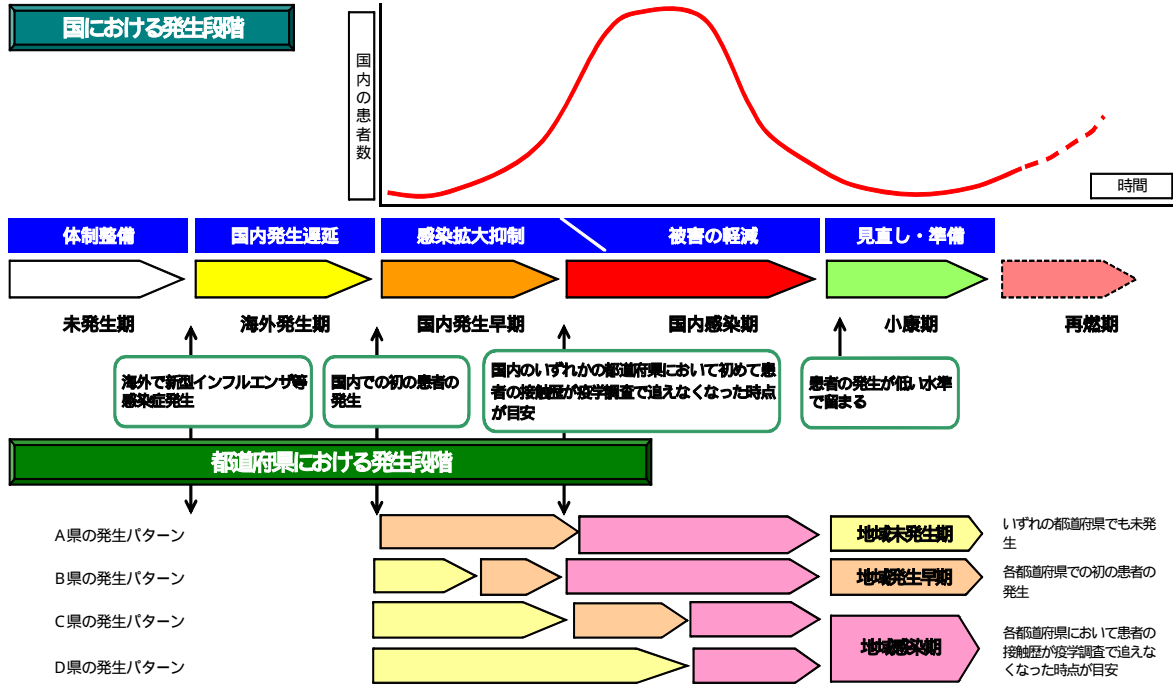 国における発生段階
国内の患者数
時間
体制整備
国内発生遅延
感染拡大抑制
被害の軽減
見直し・準備
未発生期
海外発生期
国内発生早期
国内感染期
小康期
再燃期
海外で新型インフルエンザ等
感染症発生
国内での初の患者の
発生
国内のいずれかの都道府県において初めて患
者の接触歴が疫学調査で追えなくなった時点
が目安
患者の発生が低い水準
で留まる
都道府県における発生段階
A県の発生パターン
B県の発生パターン
C県の発生パターン
D県の発生パターン
地域未発生期
いずれの都道府県でも未発
生
地域発生早期
各都道府県での初の患者の
発生
地域感染期
各都道府県において患者の
接触歴が疫学調査で追えな
くなった時点が目安